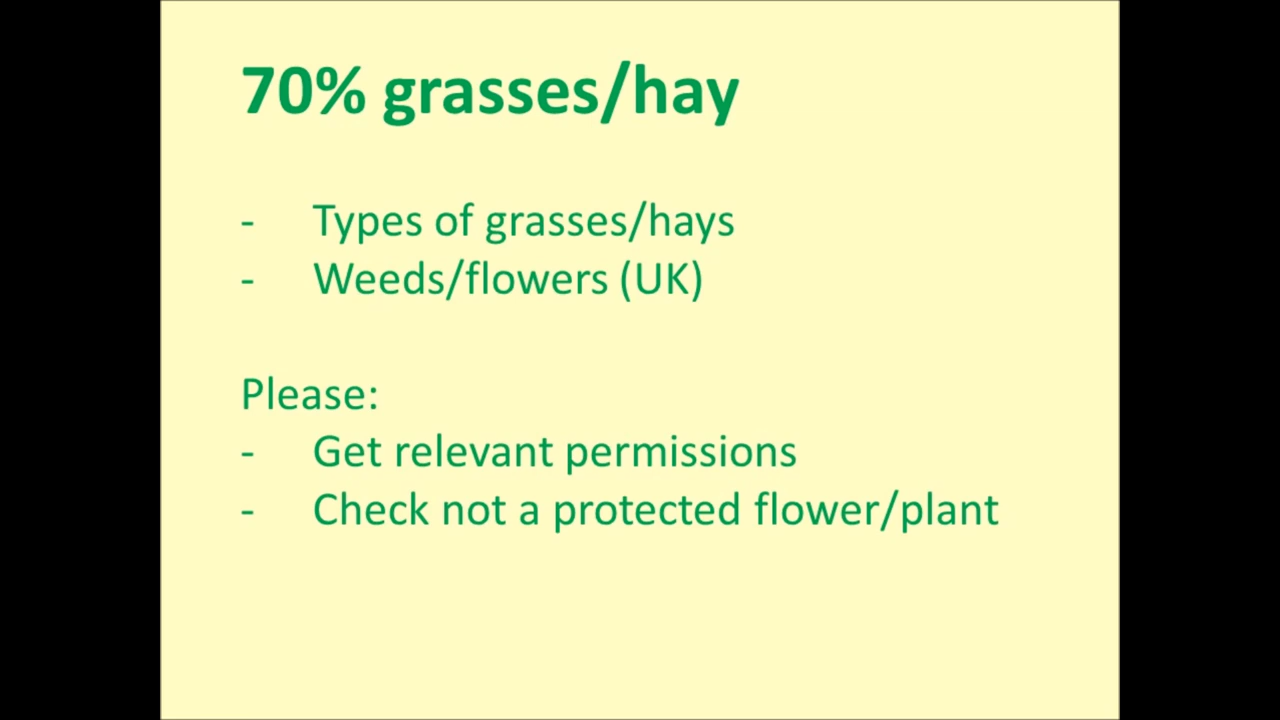 70% grasses/hay
- Types of grasses/hays
- Weeds/flowers (UK)
Please:
- Get relevant permissions
- Check not a protected flower/plant